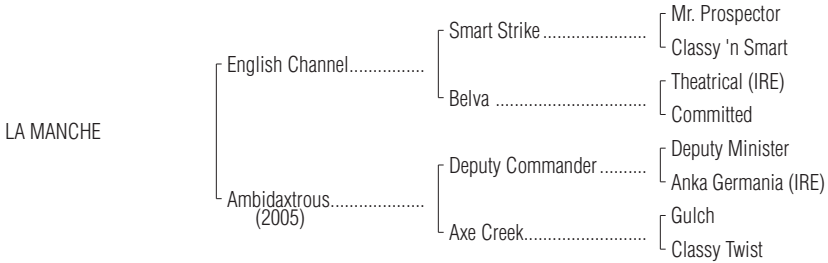 Mr. Prospector
Smart Strike......................
Classy 'n Smart
English Channel................
Theatrical (IRE)
Belva ................................
Committed
LA MANCHE
Deputy Minister
Deputy Commander ..........
Anka Germania (IRE)
Ambidaxtrous....................
(2005)
Gulch
Axe Creek..........................
Classy Twist